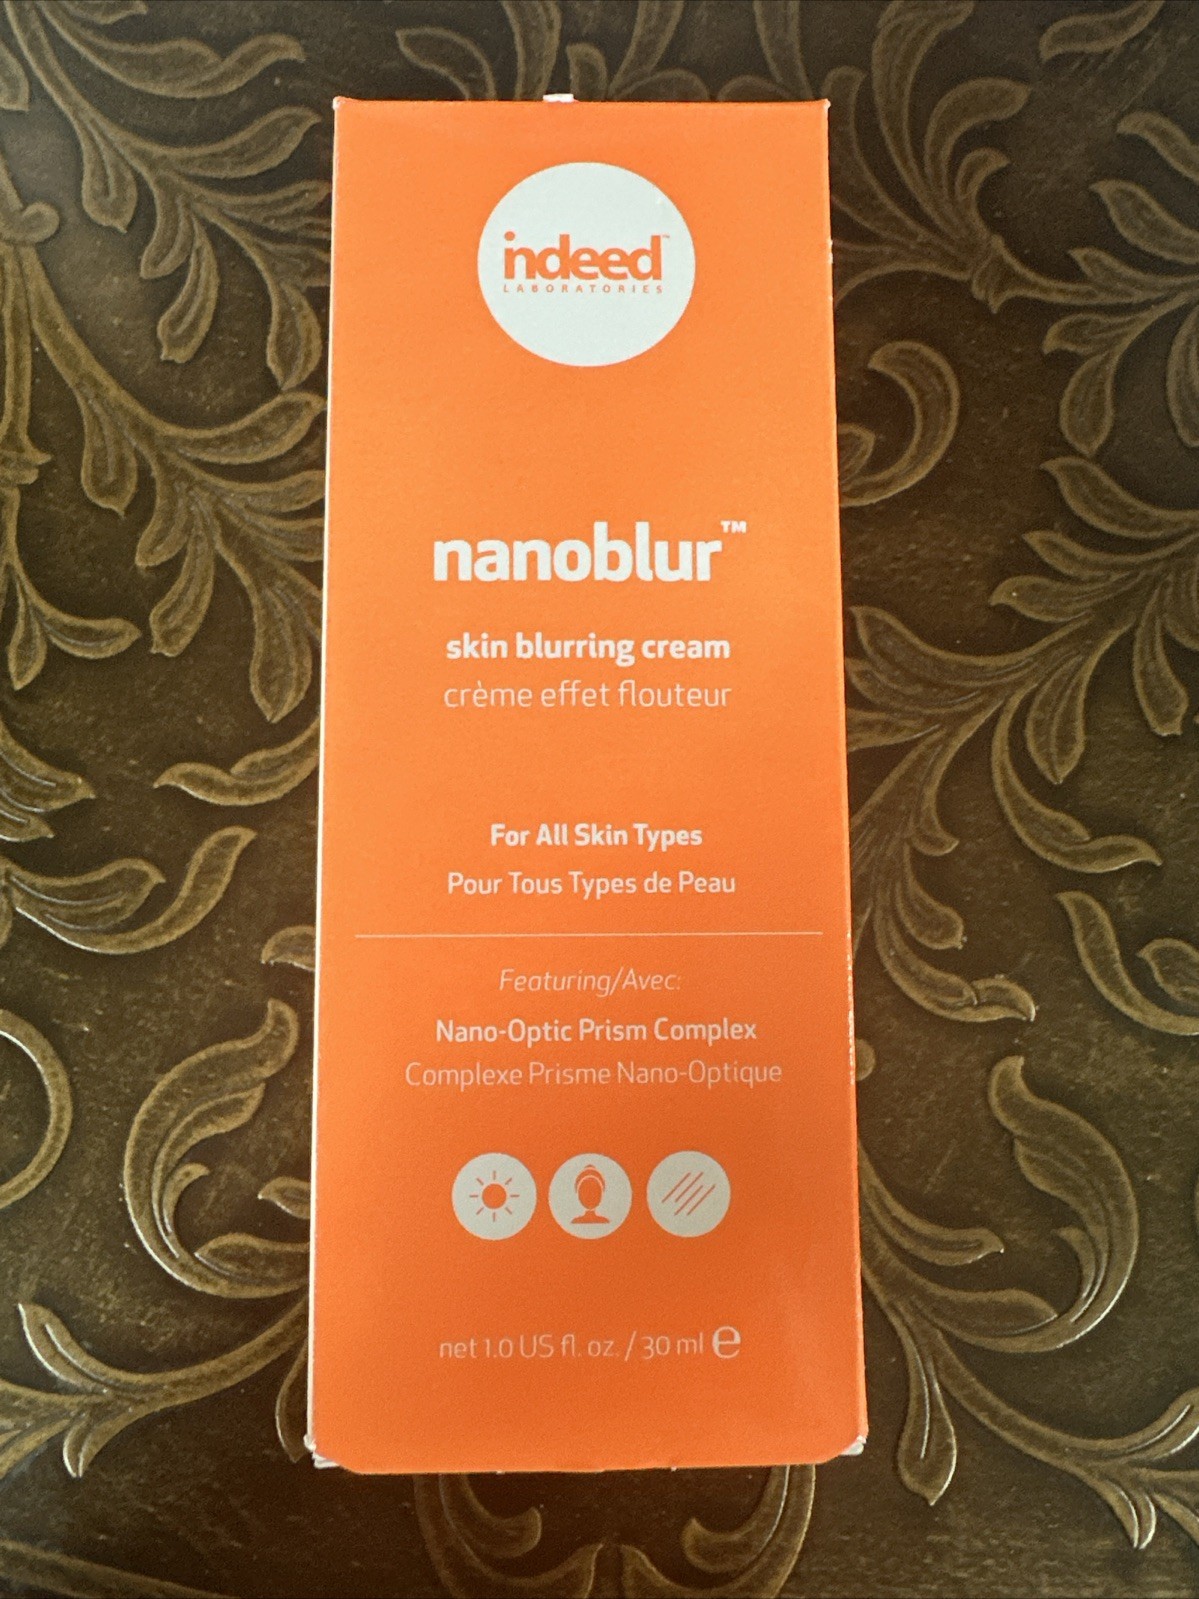 indeed™
LABORATORIES
nanoblur™
skin blurring cream
crème effet flouteur
For All Skin Types
Pour Tous Types de Peau
Featuring/Avec:
Nano-Optic Prism Complex
Complexe Prisme Nano-Optique
net 1.0 US fl. oz. / 30 ml ℮